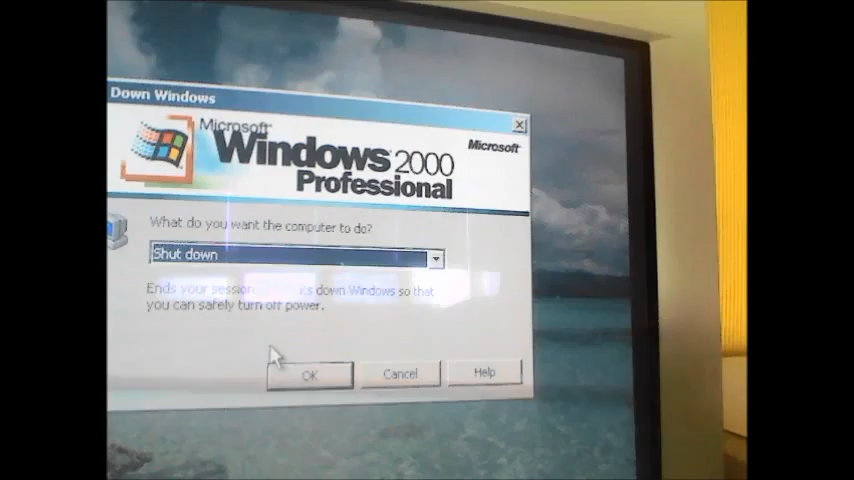 Down Windows
Microsoft
Windows 2000
Professional
Microsoft
What do you want the computer to do?
Shut down
Ends your session down Windows so that
you can safely turn off power.
OK
Cancel
Help